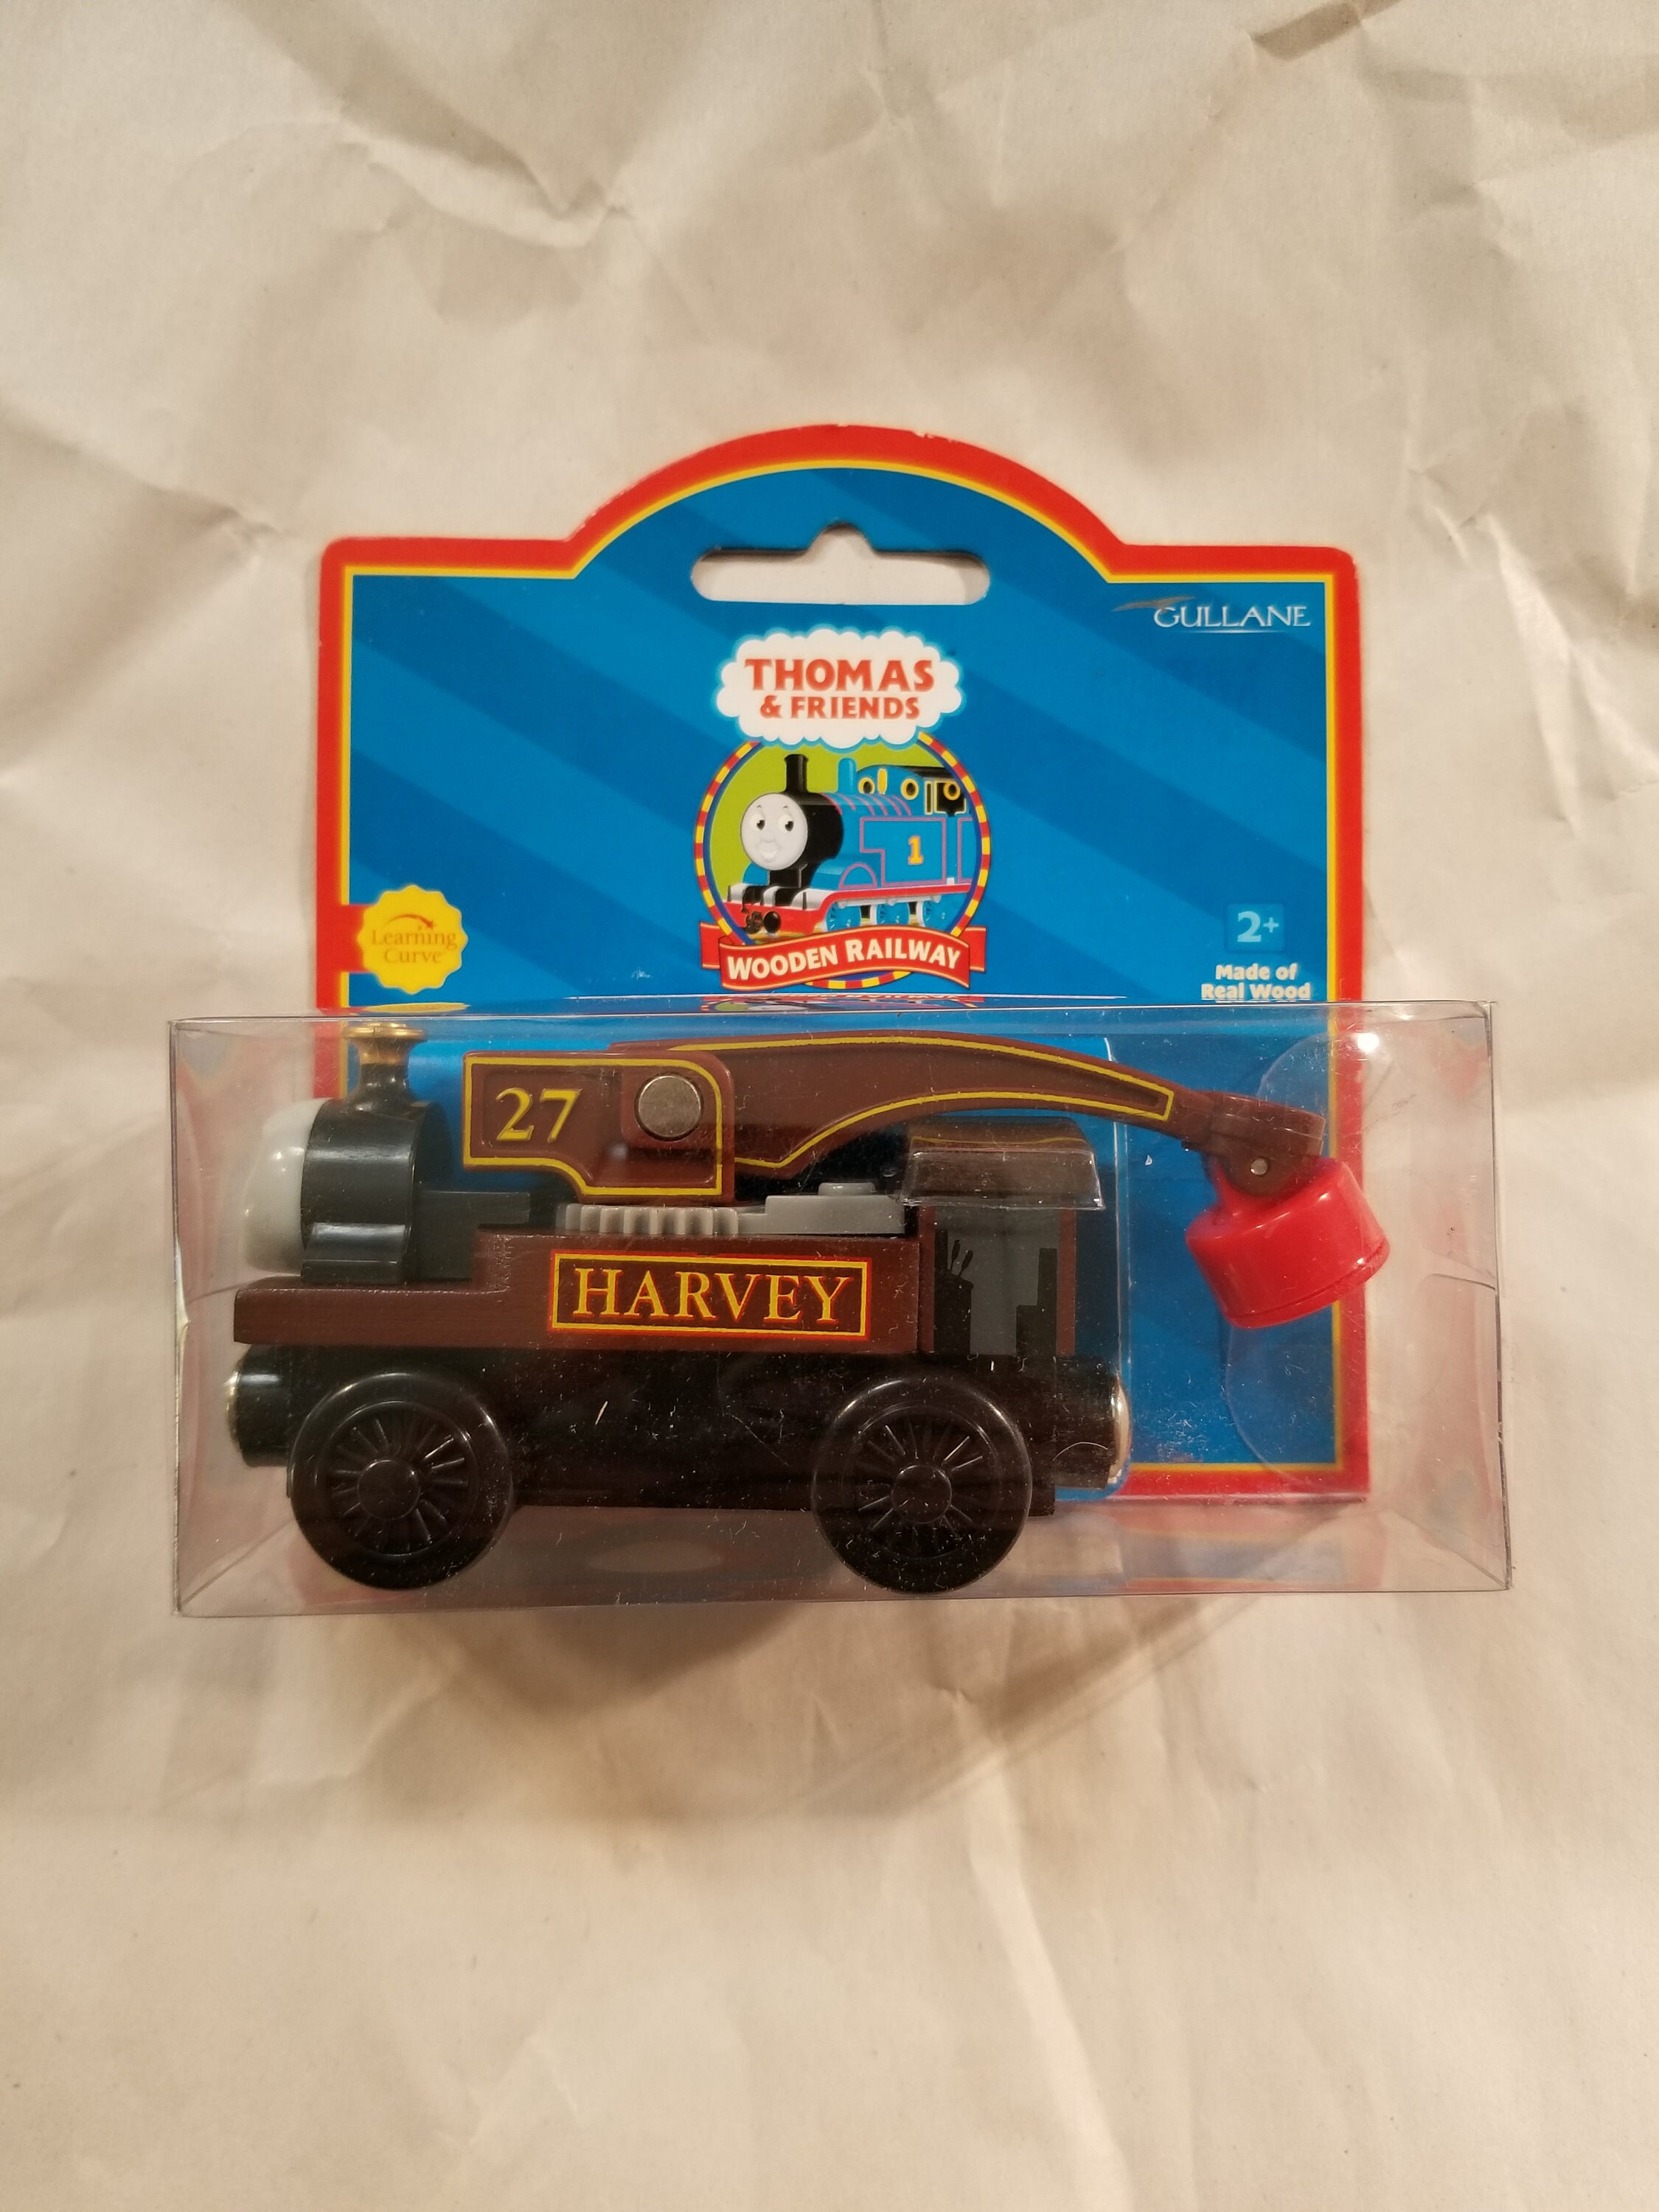 GULLANE
THOMAS
& FRIENDS
1
WOODEN RAILWAY
Learning
Curve
2+
Made of
Real Wood
27
HARVEY